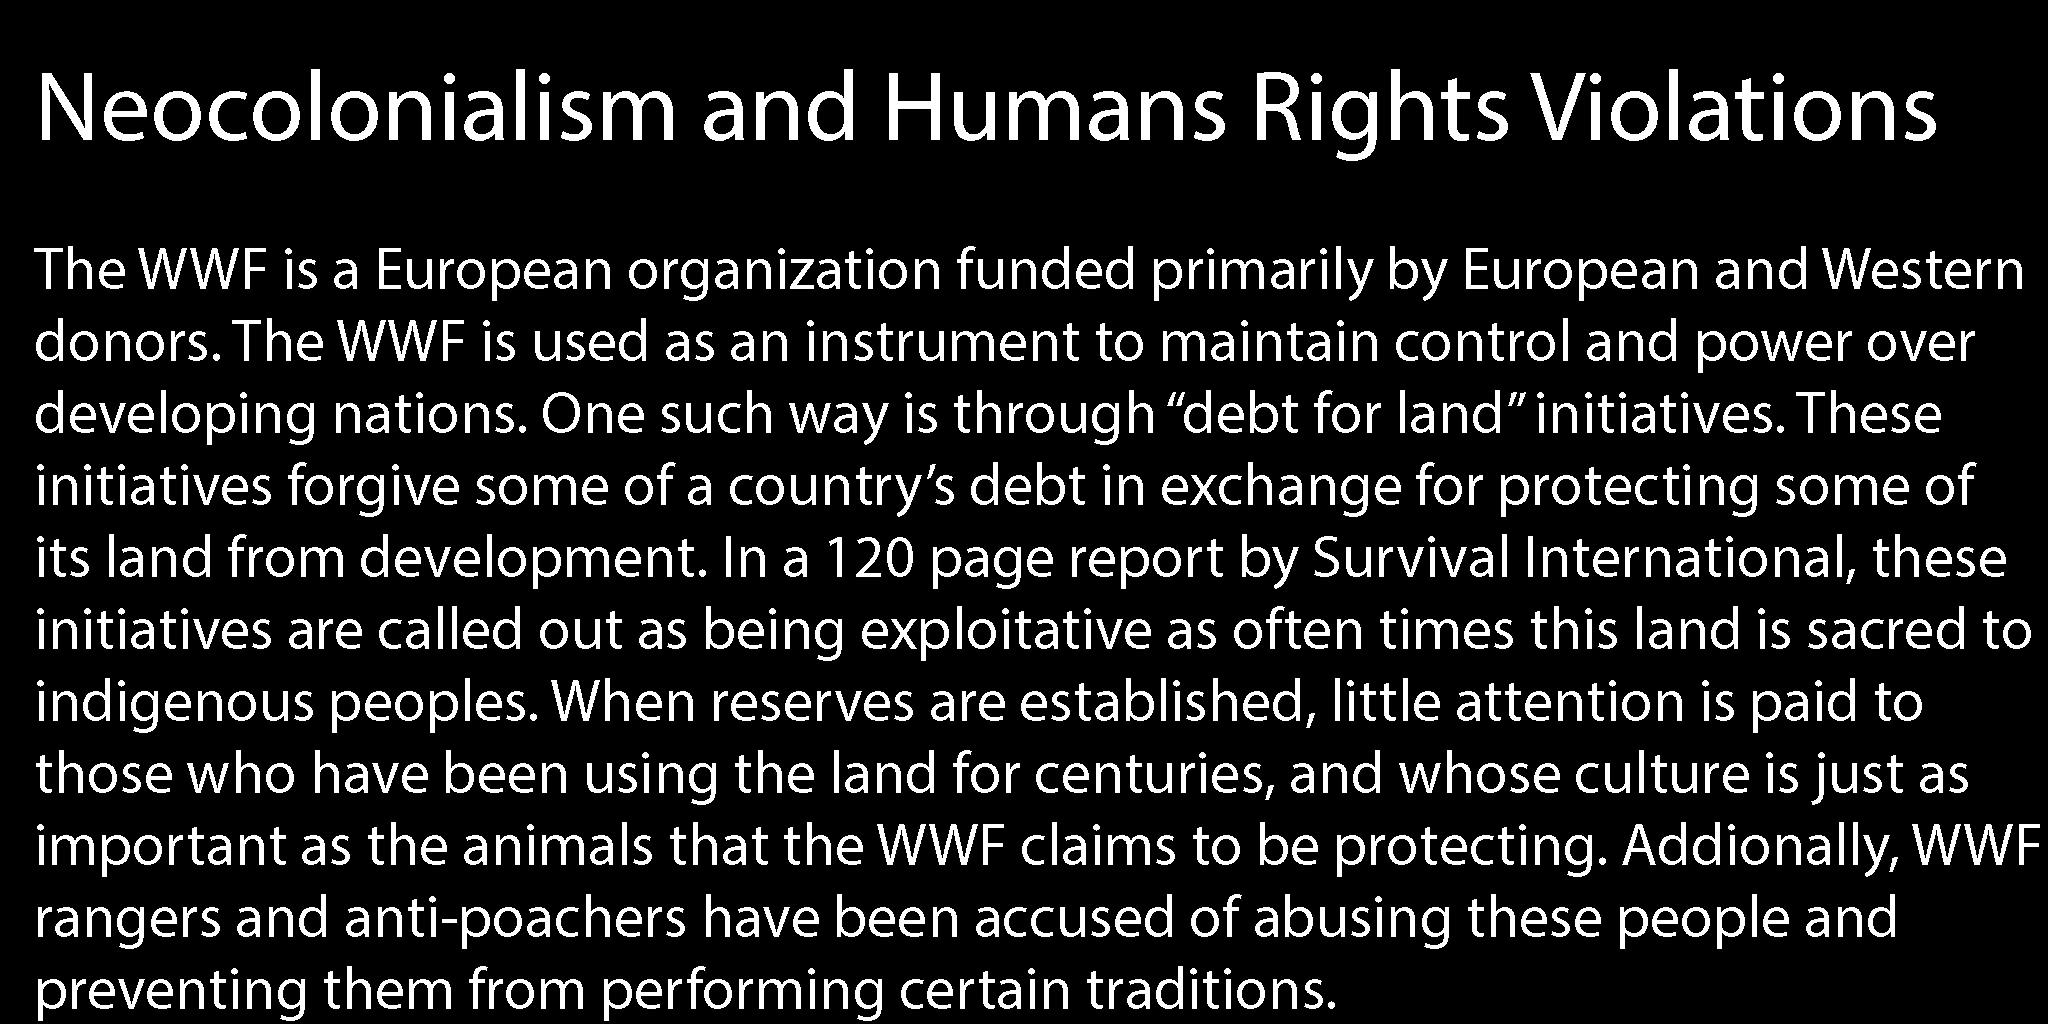 Neocolonialism and Humans Rights Violations
The WWF is a European organization funded primarily by European and Western
donors. The WWF is used as an instrument to maintain control and power over
developing nations. One such way is through “debt for land” initiatives. These
initiatives forgive some of a country’s debt in exchange for protecting some of
its land from development. In a 120 page report by Survival International, these
initiatives are called out as being exploitative as often times this land is sacred to
indigenous peoples. When reserves are established, little attention is paid to
those who have been using the land for centuries, and whose culture is just as
important as the animals that the WWF claims to be protecting. Addionally, WWF
rangers and anti-poachers have been accused of abusing these people and
preventing them from performing certain traditions.